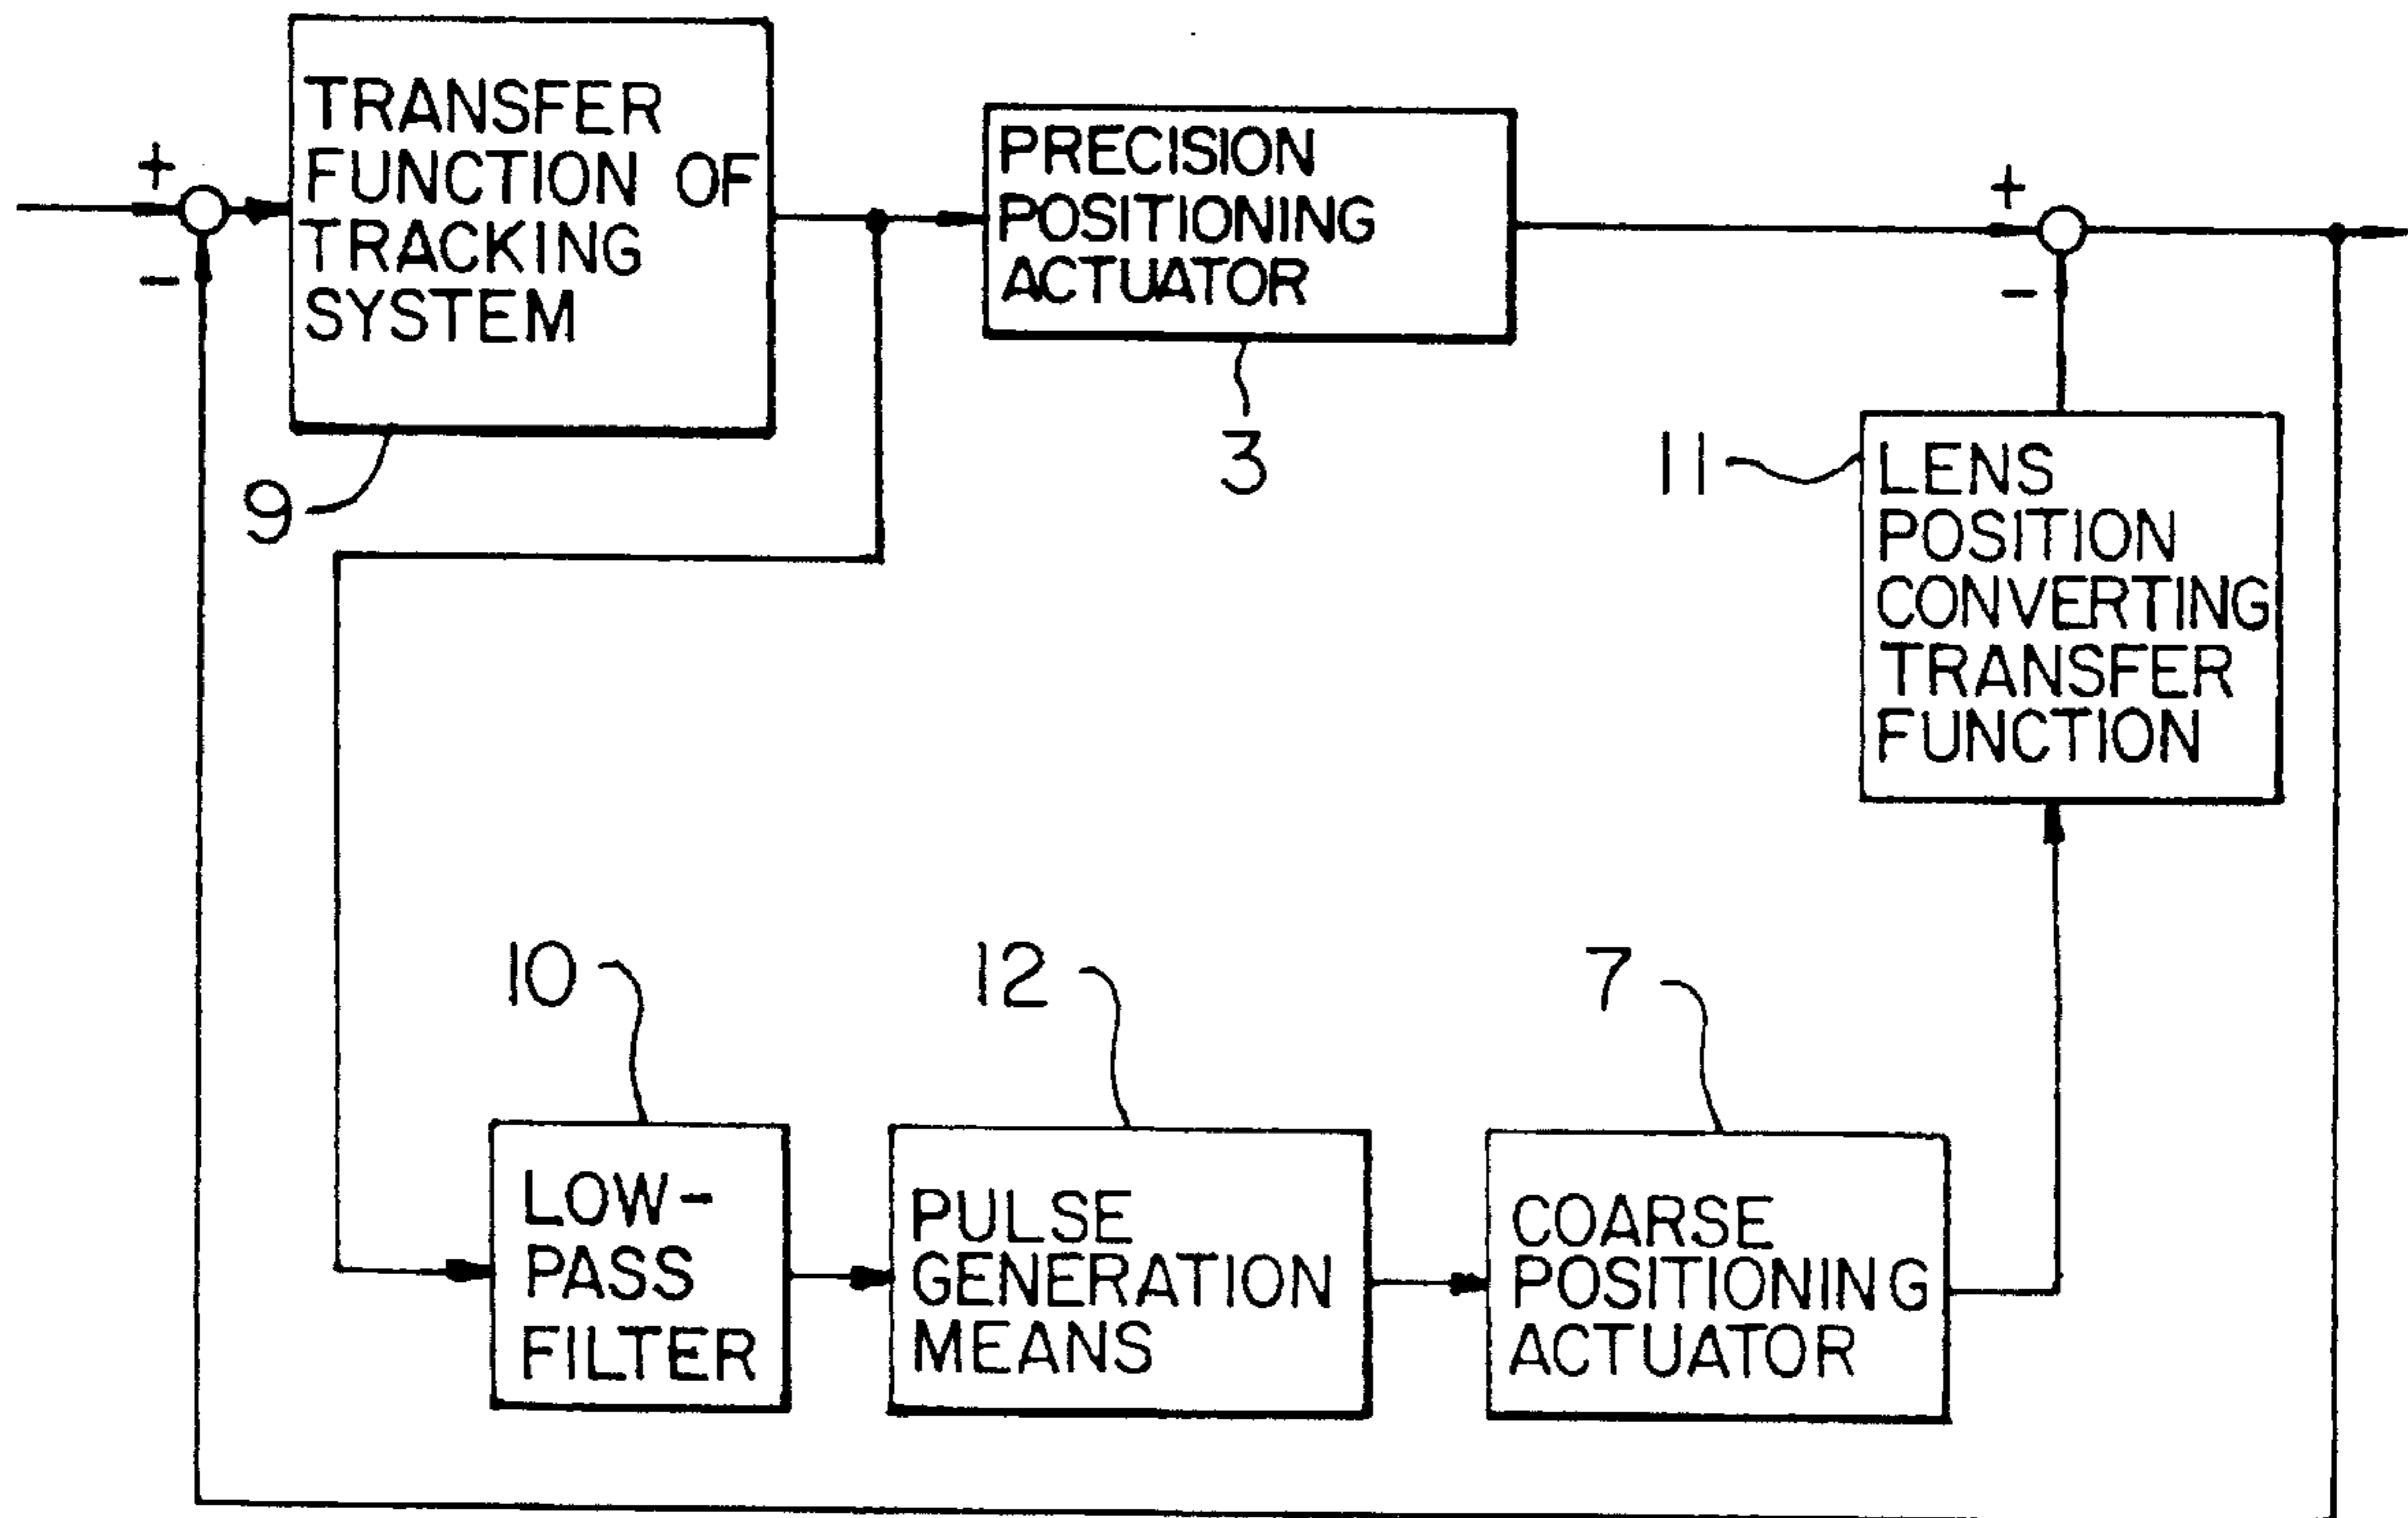 +
-
TRANSFER
FUNCTION OF
TRACKING
SYSTEM
9
PRECISION
POSITIONING
ACTUATOR
3
+
-
11
LENS
POSITION
CONVERTING
TRANSFER
FUNCTION
10
LOW-
PASS
FILTER
12
PULSE
GENERATION
MEANS
7
COARSE
POSITIONING
ACTUATOR